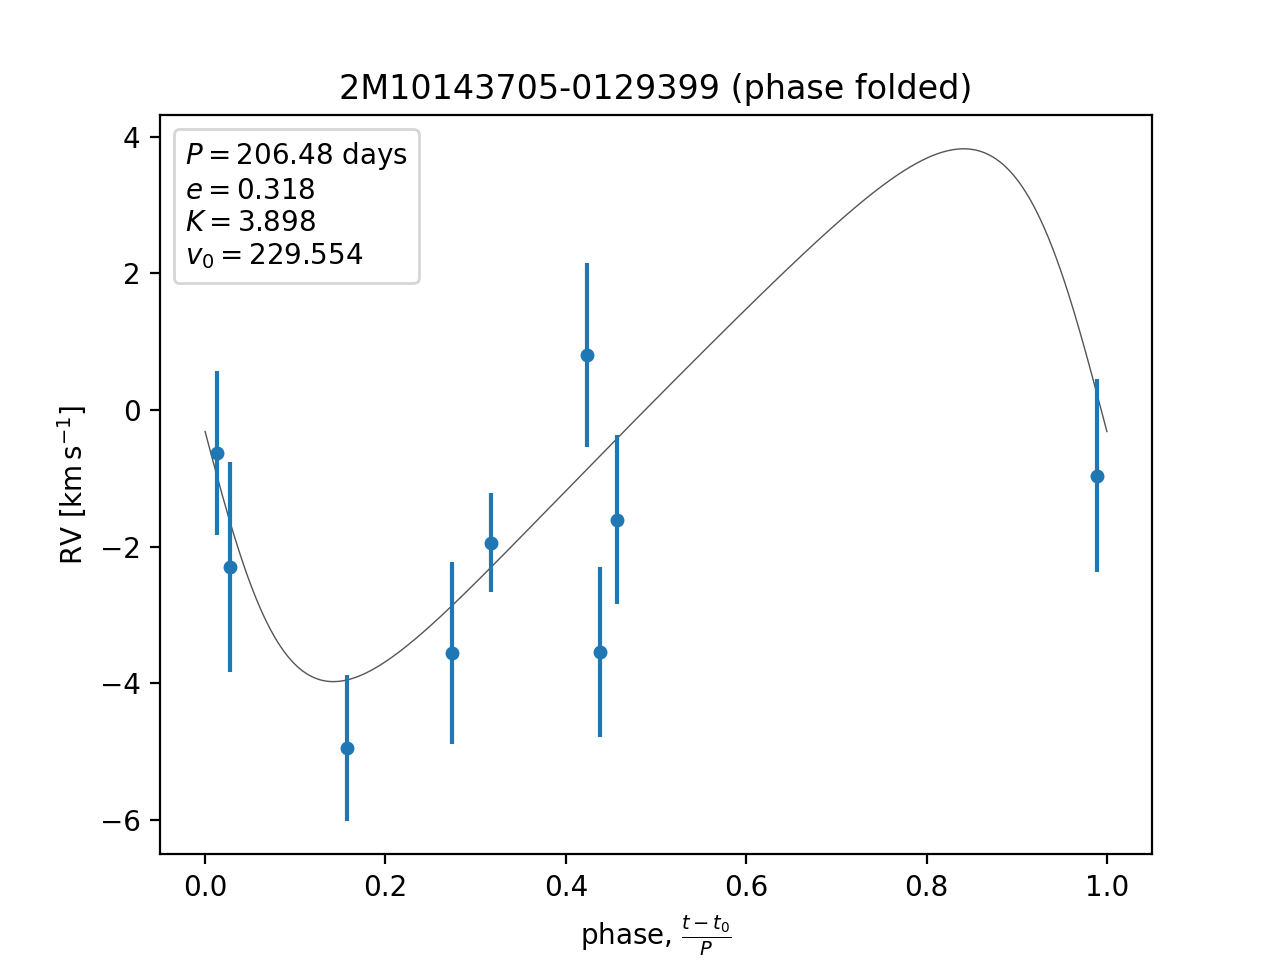 2M10143705-0129399 (phase folded)
P = 206.48 days
e = 0.318
K = 3.898
v₀ = 229.554
RV [km s⁻¹]
4
2
0
−2
−4
−6
0.0 0.2 0.4 0.6 0.8 1.0
phase, (t − t₀)/P